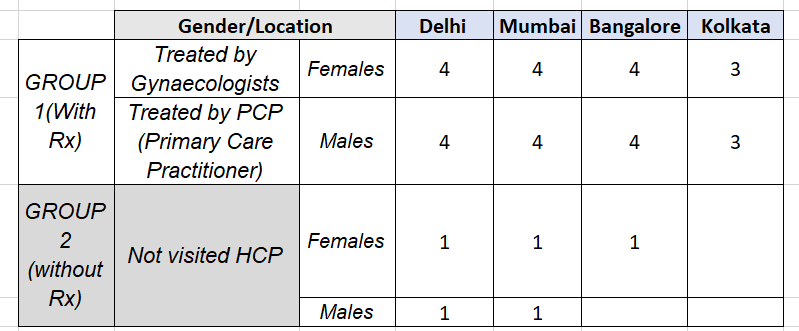 Gender/Location Delhi Mumbai Bangalore Kolkata
GROUP
1(With
Rx)
Treated by
Gynaecologists
Females 4 4 4 3
Treated by PCP
(Primary Care
Practitioner)
Males 4 4 4 3
GROUP
2
(without
Rx)
Not visited HCP
Females 1 1 1
Males 1 1